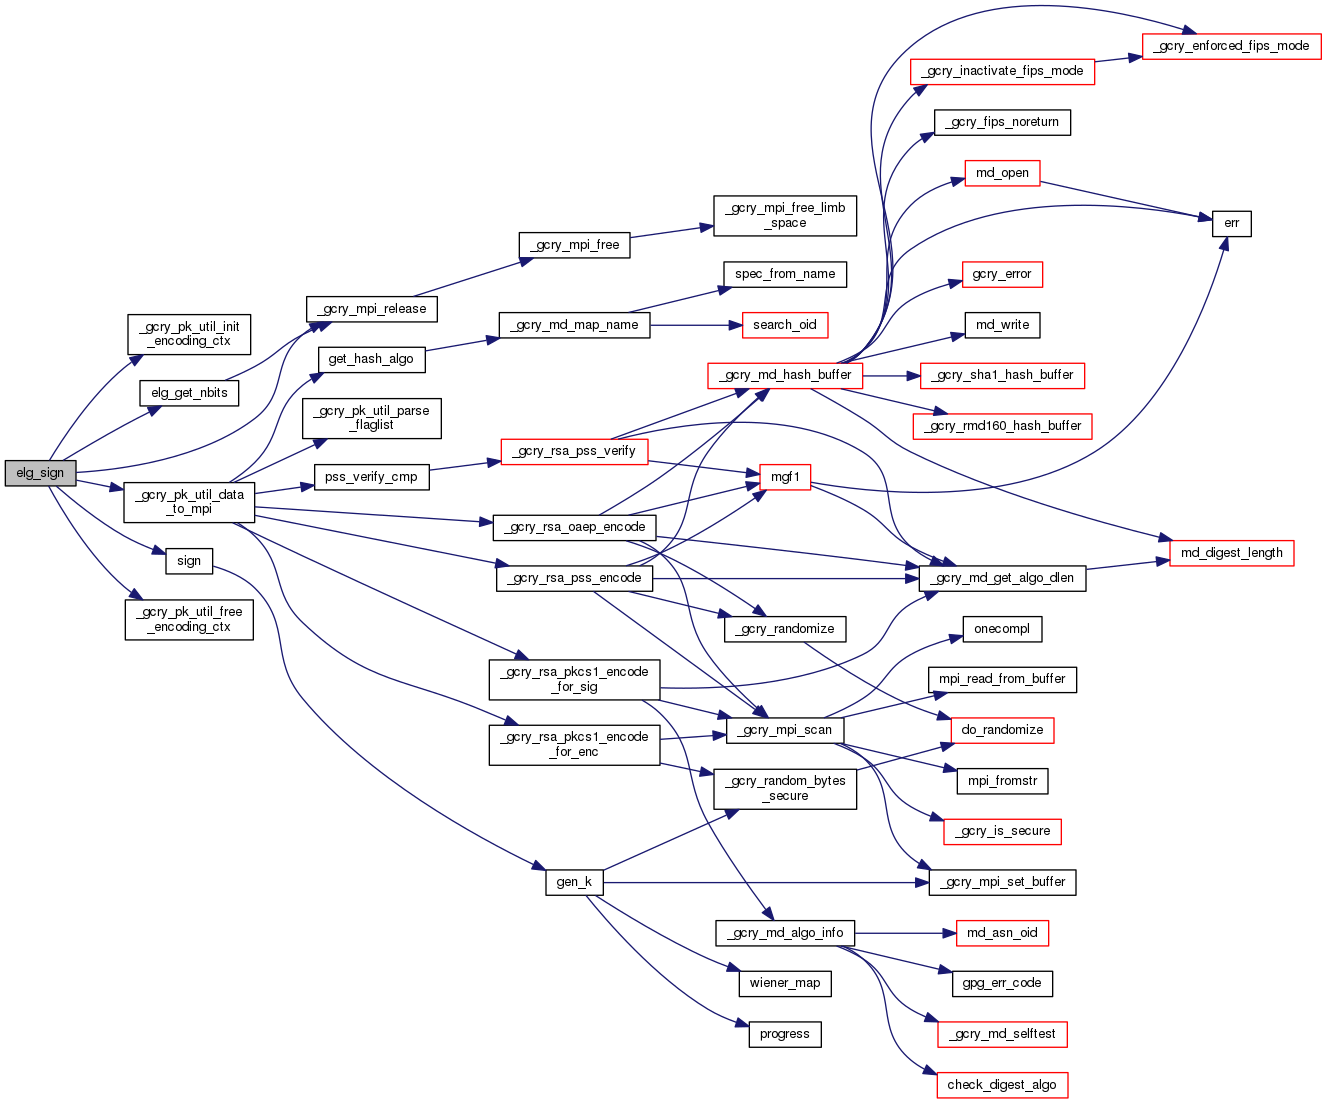 elg_sign
_gcry_pk_util_init
_encoding_ctx
elg_get_nbits
_gcry_pk_util_data
_to_mpi
sign
_gcry_pk_util_free
_encoding_ctx
_gcry_mpi_release
get_hash_algo
_gcry_pk_util_parse
_flaglist
pss_verify_cmp
_gcry_mpi_free
_gcry_md_map_name
_gcry_rsa_pss_verify
_gcry_rsa_oaep_encode
_gcry_rsa_pss_encode
_gcry_rsa_pkcs1_encode
_for_sig
_gcry_rsa_pkcs1_encode
_for_enc
gen_k
_gcry_mpi_free_limb
_space
spec_from_name
search_oid
_gcry_md_hash_buffer
mgf1
_gcry_randomize
_gcry_mpi_scan
_gcry_random_bytes
_secure
_gcry_md_algo_info
wiener_map
progress
_gcry_inactivate_fips_mode
_gcry_fips_noreturn
md_open
gcry_error
md_write
_gcry_sha1_hash_buffer
_gcry_rmd160_hash_buffer
_gcry_md_get_algo_dlen
onecompl
mpi_read_from_buffer
do_randomize
mpi_fromstr
_gcry_is_secure
_gcry_mpi_set_buffer
md_asn_oid
gpg_err_code
_gcry_md_selftest
check_digest_algo
_gcry_enforced_fips_mode
err
md_digest_length